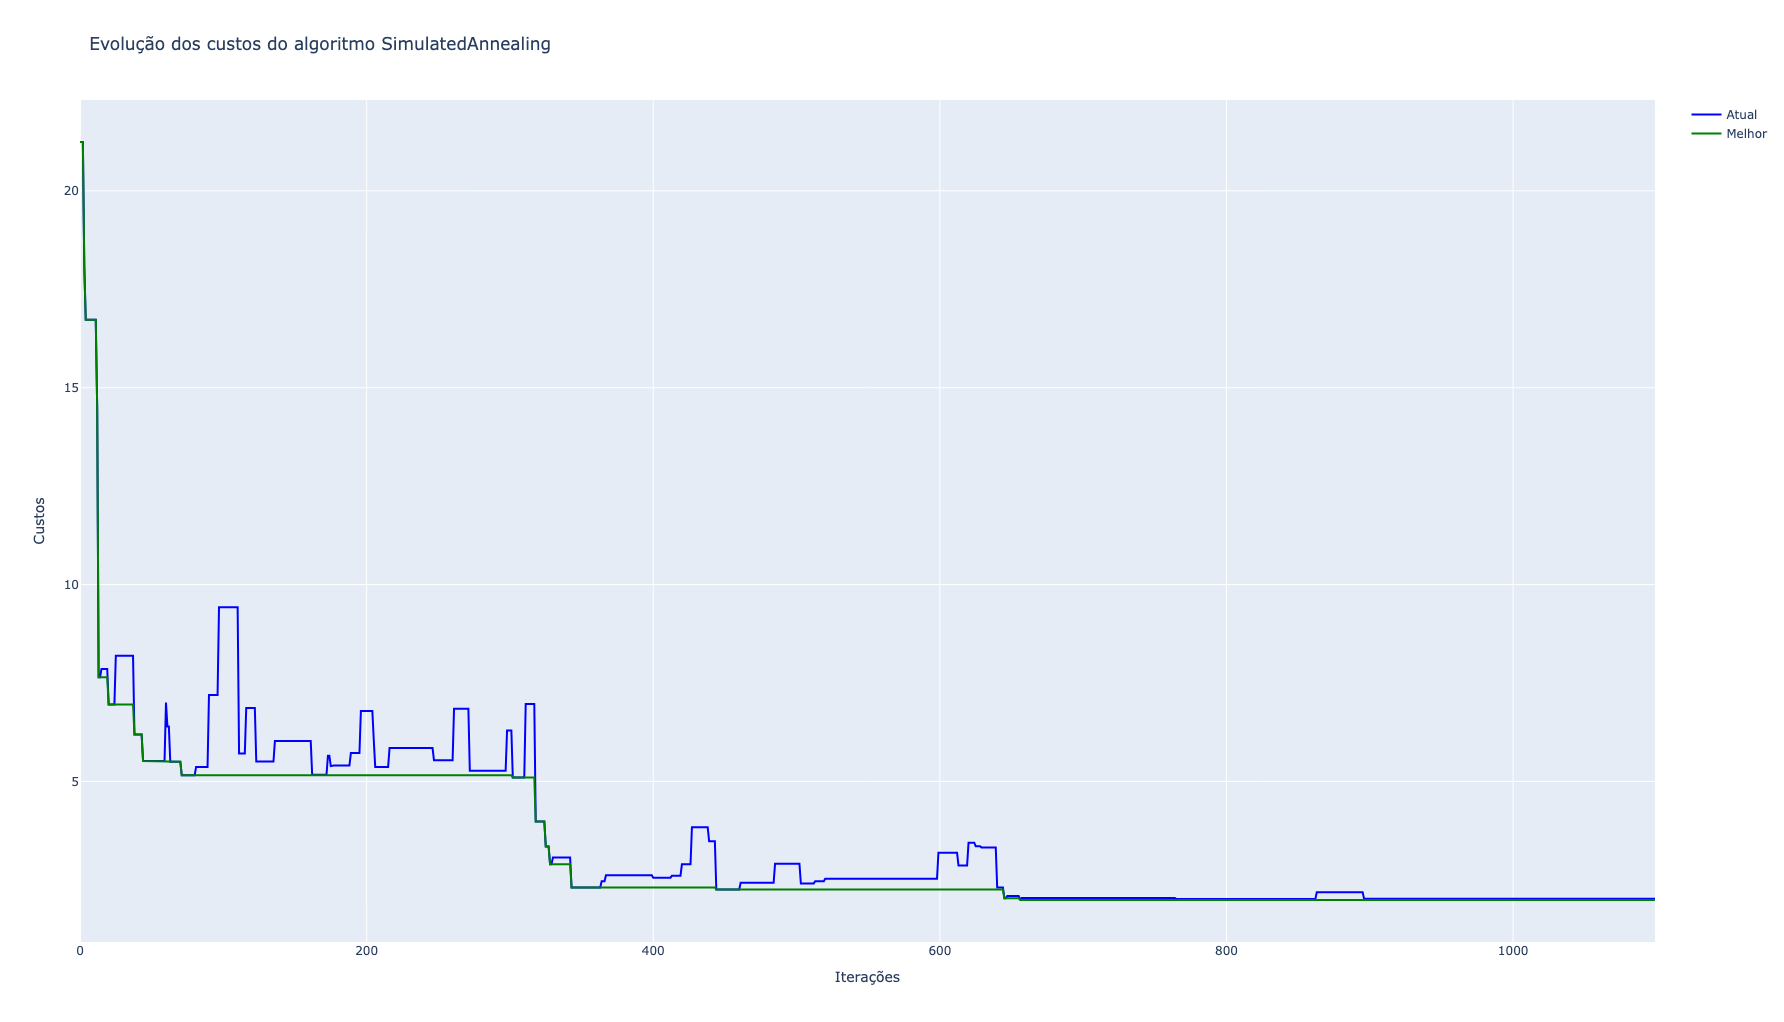 Evolução dos custos do algoritmo SimulatedAnnealing
Atual
Melhor
20
15
10
5
Custos
0
200
400
600
800
1000
Iterações